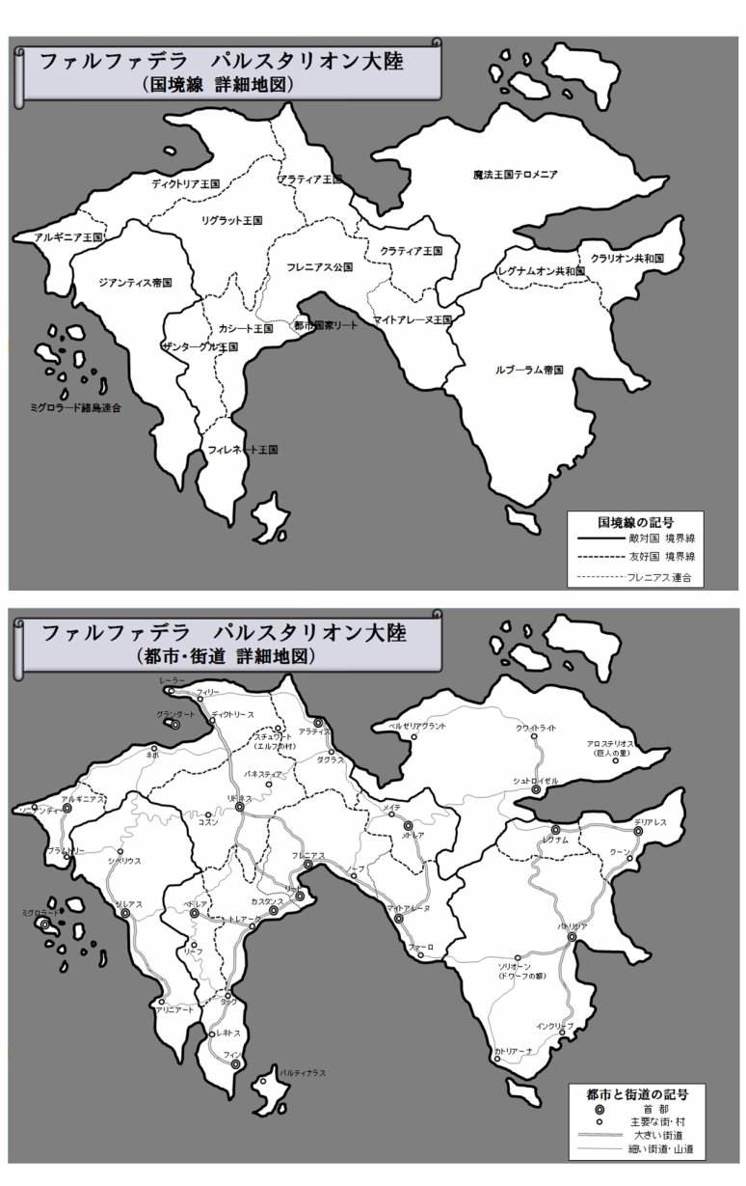 ファルファデラ　パルスタリオン大陸
(国境線 詳細地図)
ディクトリア王国
アラティア王国
魔法王国テロメニア
リグラット王国
アルギニア王国
クラティア王国
クラリオン共和国
フレニアス公国
レグナムオン共和国
ジアンティス帝国
マイトアレーヌ王国
都市国家リート
カシート王国
ザンターグル王国
ルブーラム帝国
ミグロラード諸島連合
フィレネート王国
国境線の記号
敵対国 境界線
友好国 境界線
フレニアス連合
ファルファデラ　パルスタリオン大陸
(都市・街道 詳細地図)
レーラー
フィリー
グランダート
ディクトリース
アラティス
ベルゼリアグラント
クウィトライト
スチュワート
(エルフの村)
アロステリオス
(巨人の里)
ネポ
ダグラス
バネスティア
シュトロイゼル
アルギニアス
リグネス
メイテ
コズン
クトレア
レグナム
デリアレス
プラムトリー
シベリウス
フレニアス
クーン
ジレアス
ペドレア
カスタンス
リート
マイトアレーヌ
ミグロラード
トレアーグ
パトリシア
リーフ
ファーロ
ソリオーン
(ドワーフの郷)
アリニアート
タック
レネトス
インクリーブ
フィン
カトリアーナ
パルティナラス
都市と街道の記号
首 都
主要な街・村
大きい街道
細い街道・山道